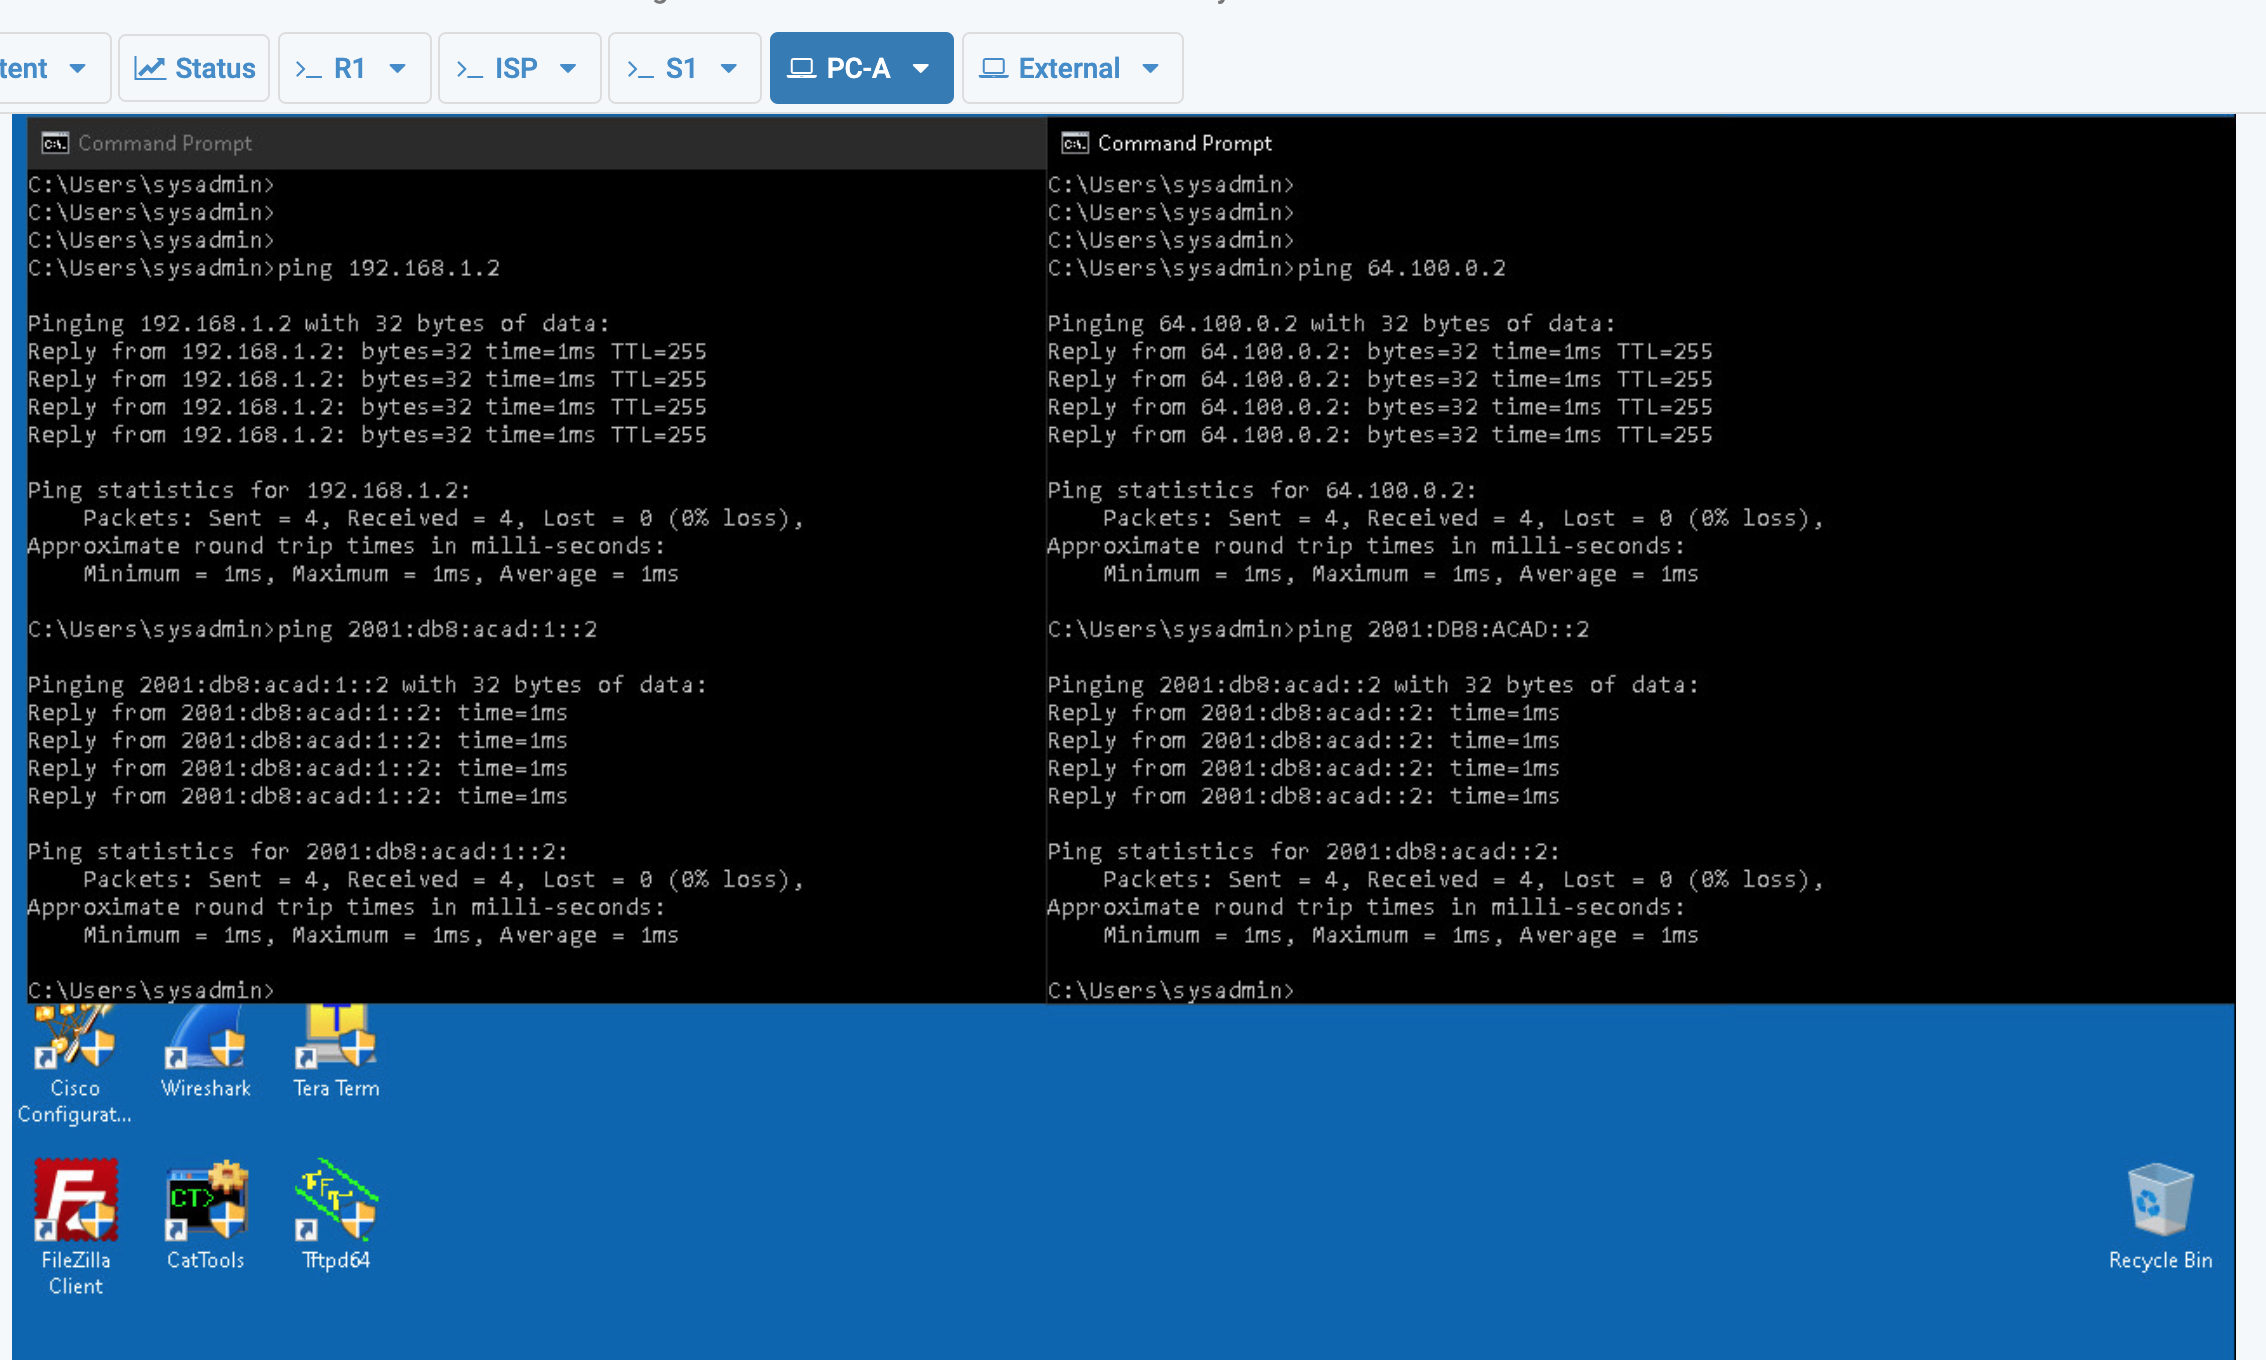 tent
Status
>_ R1
>_ ISP
>_ S1
PC-A
External
Command Prompt
C:\Users\sysadmin>
C:\Users\sysadmin>
C:\Users\sysadmin>
C:\Users\sysadmin>ping 192.168.1.2
Pinging 192.168.1.2 with 32 bytes of data:
Reply from 192.168.1.2: bytes=32 time=1ms TTL=255
Reply from 192.168.1.2: bytes=32 time=1ms TTL=255
Reply from 192.168.1.2: bytes=32 time=1ms TTL=255
Reply from 192.168.1.2: bytes=32 time=1ms TTL=255
Ping statistics for 192.168.1.2:
Packets: Sent = 4, Received = 4, Lost = 0 (0% loss),
Approximate round trip times in milli-seconds:
Minimum = 1ms, Maximum = 1ms, Average = 1ms
C:\Users\sysadmin>ping 2001:db8:acad:1::2
Pinging 2001:db8:acad:1::2 with 32 bytes of data:
Reply from 2001:db8:acad:1::2: time=1ms
Reply from 2001:db8:acad:1::2: time=1ms
Reply from 2001:db8:acad:1::2: time=1ms
Reply from 2001:db8:acad:1::2: time=1ms
Ping statistics for 2001:db8:acad:1::2:
Packets: Sent = 4, Received = 4, Lost = 0 (0% loss),
Approximate round trip times in milli-seconds:
Minimum = 1ms, Maximum = 1ms, Average = 1ms
C:\Users\sysadmin>
Command Prompt
C:\Users\sysadmin>
C:\Users\sysadmin>
C:\Users\sysadmin>
C:\Users\sysadmin>ping 64.100.0.2
Pinging 64.100.0.2 with 32 bytes of data:
Reply from 64.100.0.2: bytes=32 time=1ms TTL=255
Reply from 64.100.0.2: bytes=32 time=1ms TTL=255
Reply from 64.100.0.2: bytes=32 time=1ms TTL=255
Reply from 64.100.0.2: bytes=32 time=1ms TTL=255
Ping statistics for 64.100.0.2:
Packets: Sent = 4, Received = 4, Lost = 0 (0% loss),
Approximate round trip times in milli-seconds:
Minimum = 1ms, Maximum = 1ms, Average = 1ms
C:\Users\sysadmin>ping 2001:DB8:ACAD::2
Pinging 2001:db8:acad::2 with 32 bytes of data:
Reply from 2001:db8:acad::2: time=1ms
Reply from 2001:db8:acad::2: time=1ms
Reply from 2001:db8:acad::2: time=1ms
Reply from 2001:db8:acad::2: time=1ms
Ping statistics for 2001:db8:acad::2:
Packets: Sent = 4, Received = 4, Lost = 0 (0% loss),
Approximate round trip times in milli-seconds:
Minimum = 1ms, Maximum = 1ms, Average = 1ms
C:\Users\sysadmin>
Cisco
Configurat...
Wireshark
Tera Term
FileZilla
Client
CT>
CatTools
Tftpd64
Recycle Bin